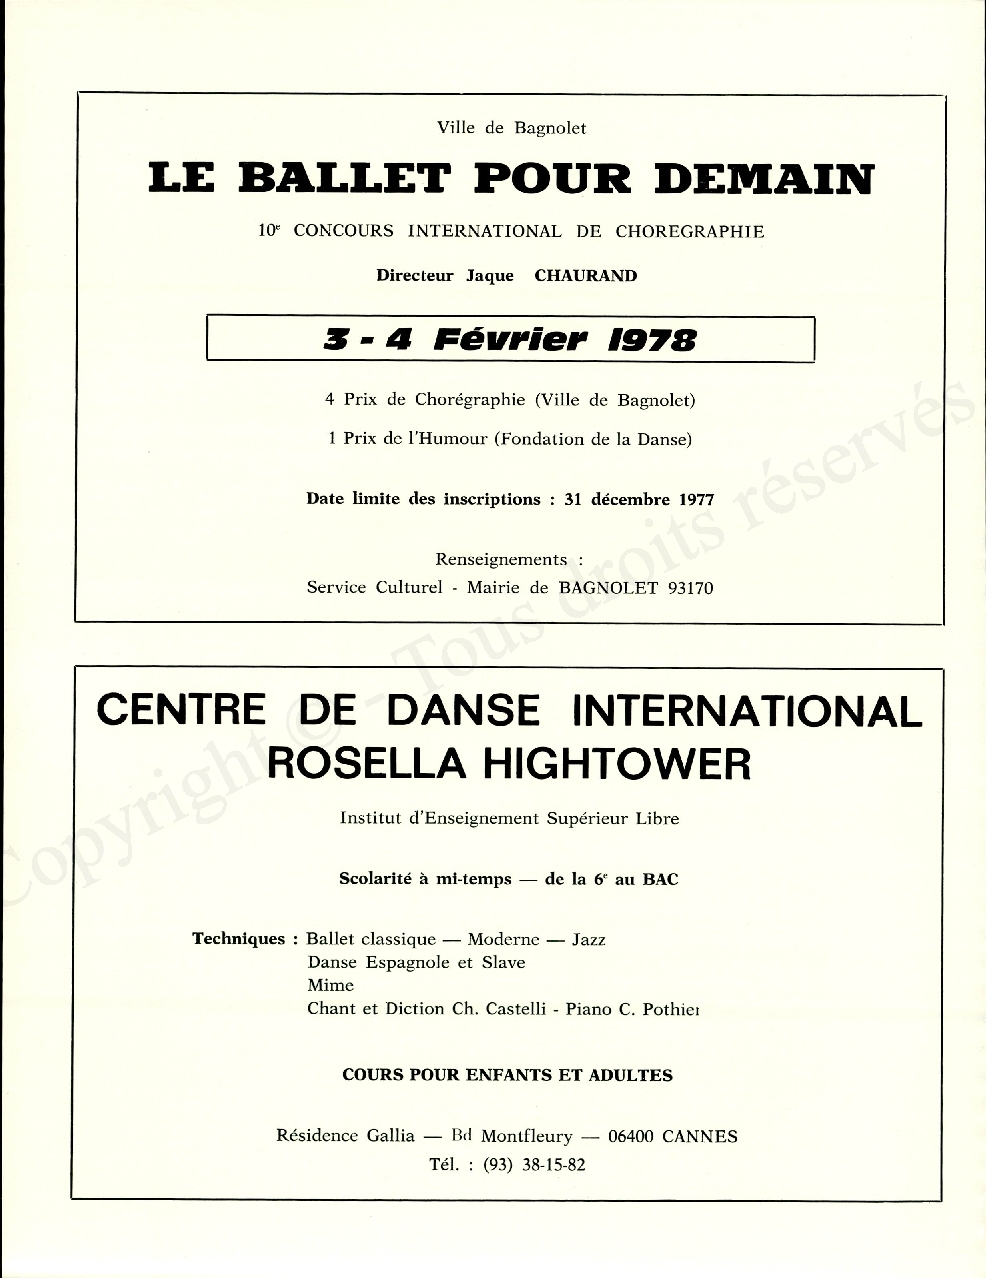 Ville de Bagnolet
LE BALLET POUR DEMAIN
10e CONCOURS INTERNATIONAL DE CHOREGRAPHIE
Directeur Jaque CHAURAND
3 - 4 Février 1978
4 Prix de Chorégraphie (Ville de Bagnolet)
1 Prix de l'Humour (Fondation de la Danse)
Date limite des inscriptions : 31 décembre 1977
Renseignements :
Service Culturel - Mairie de BAGNOLET 93170
CENTRE DE DANSE INTERNATIONAL
ROSELLA HIGHTOWER
Institut d'Enseignement Supérieur Libre
Scolarité à mi-temps — de la 6e au BAC
Techniques : Ballet classique — Moderne — Jazz
Danse Espagnole et Slave
Mime
Chant et Diction Ch. Castelli - Piano C. Pothier
COURS POUR ENFANTS ET ADULTES
Résidence Gallia — Bd Montfleury — 06400 CANNES
Tél. : (93) 38-15-82
Copyright © - Tous droits réservés